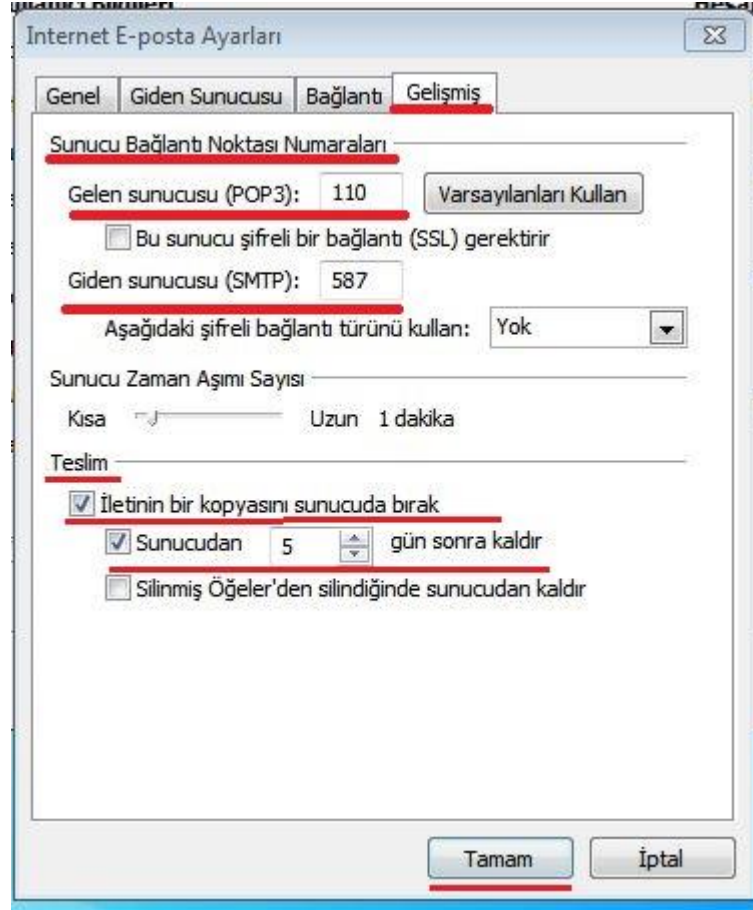 Internet E-posta Ayarları
Genel Giden Sunucusu Bağlantı Gelişmiş
Sunucu Bağlantı Noktası Numaraları
Gelen sunucusu (POP3): 110 Varsayılanları Kullan
Bu sunucu şifreli bir bağlantı (SSL) gerektirir
Giden sunucusu (SMTP): 587
Aşağıdaki şifreli bağlantı türünü kullan: Yok
Sunucu Zaman Aşımı Sayısı
Kısa Uzun 1 dakika
Teslim
İletinin bir kopyasını sunucuda bırak
Sunucudan 5 gün sonra kaldır
Silinmiş Öğeler'den silindiğinde sunucudan kaldır
Tamam İptal